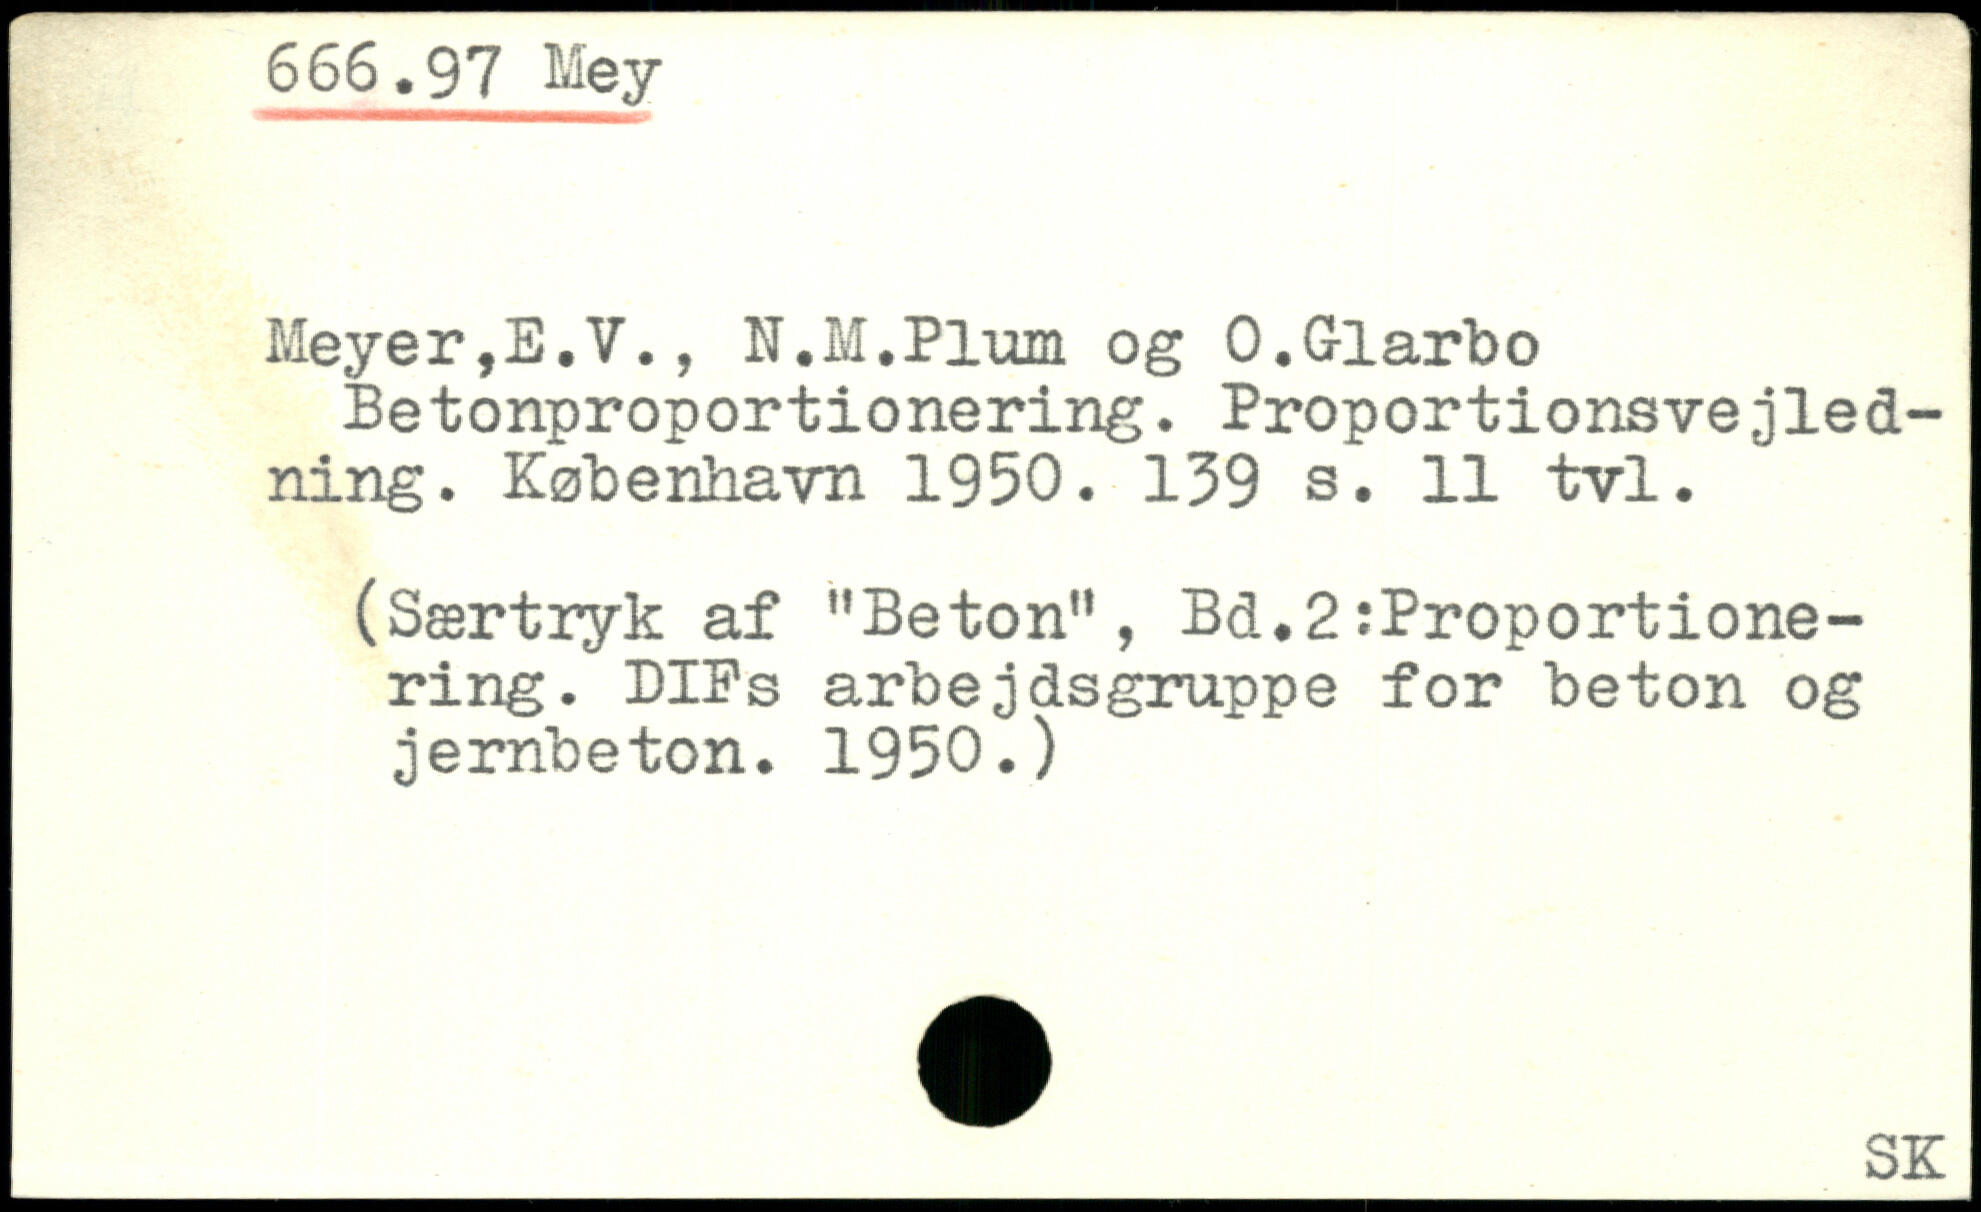 666.97 Mey
Meyer,E.V., N.M.Plum og O.Glarbo
Betonproportionering. Proportionsvejled-
ning. København 1950. 139 s. 11 tvl.
(Særtryk af "Beton", Bd.2:Proportione-
ring. DIFs arbejdsgruppe for beton og
jernbeton. 1950.)
SK